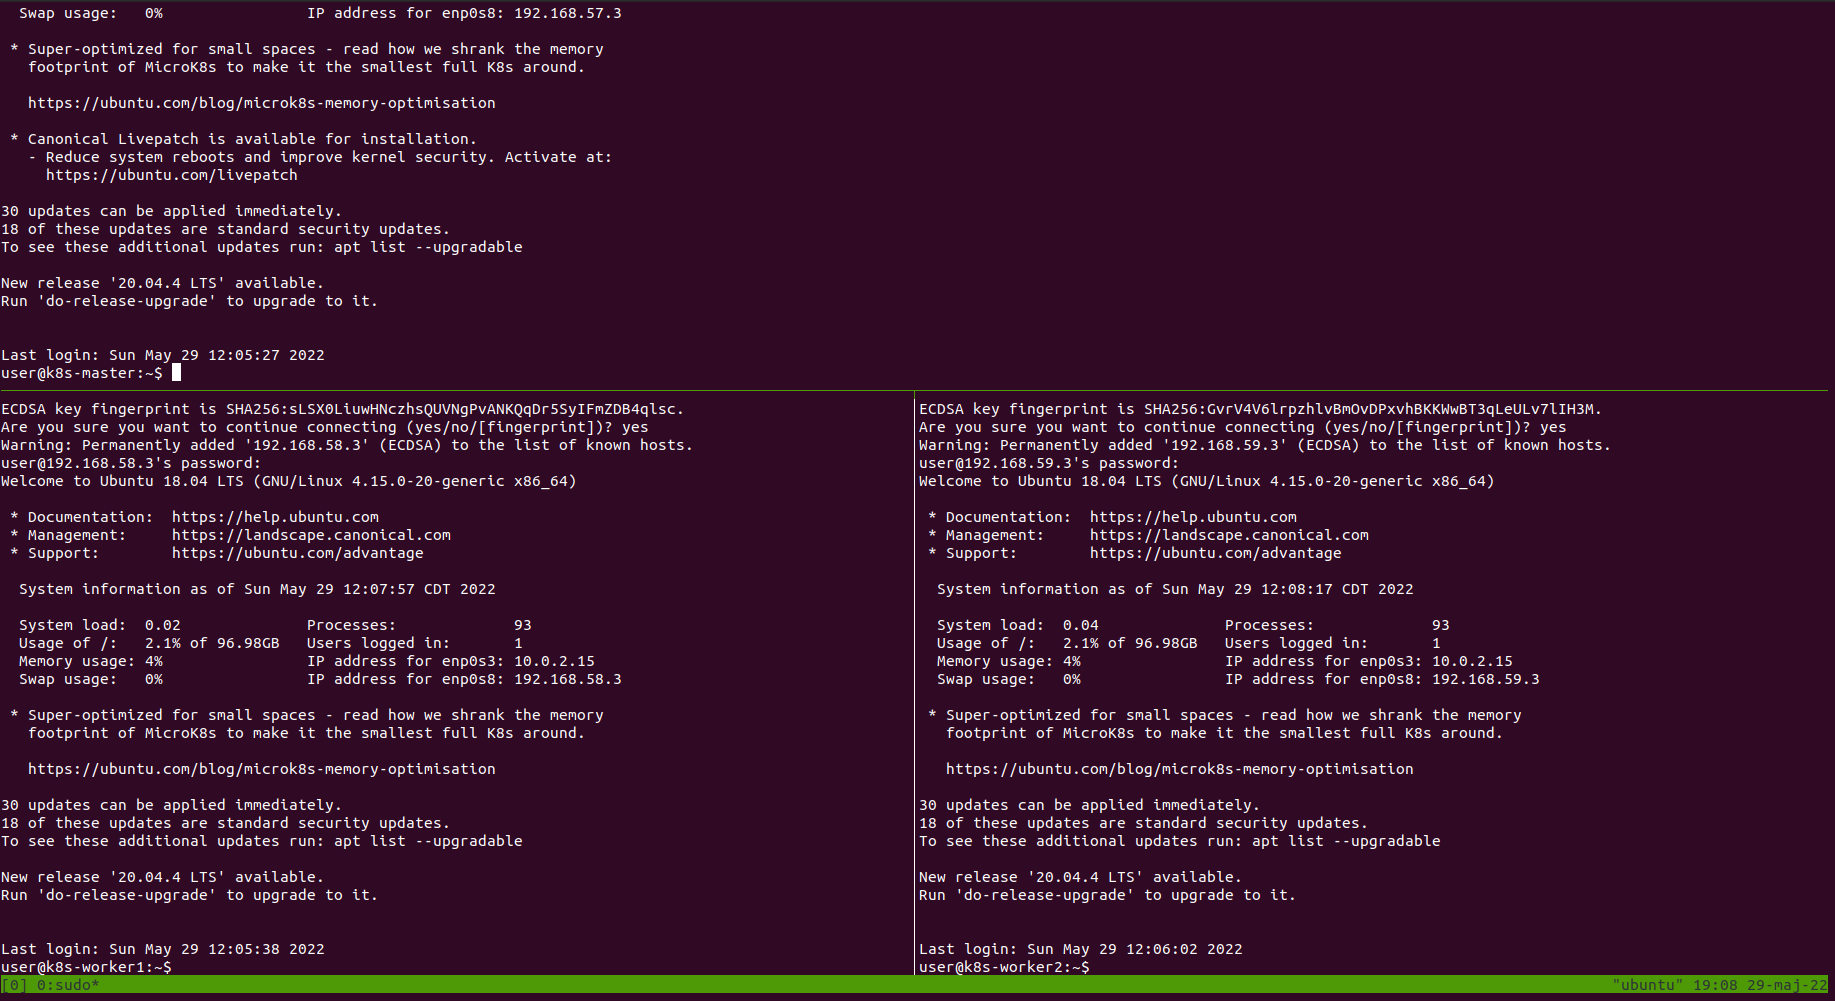 Swap usage:   0%                IP address for enp0s8: 192.168.57.3
* Super-optimized for small spaces - read how we shrank the memory
footprint of MicroK8s to make it the smallest full K8s around.
https://ubuntu.com/blog/microk8s-memory-optimisation
* Canonical Livepatch is available for installation.
- Reduce system reboots and improve kernel security. Activate at:
https://ubuntu.com/livepatch
30 updates can be applied immediately.
18 of these updates are standard security updates.
To see these additional updates run: apt list --upgradable
New release '20.04.4 LTS' available.
Run 'do-release-upgrade' to upgrade to it.
Last login: Sun May 29 12:05:27 2022
user@k8s-master:~$
ECDSA key fingerprint is SHA256:sLSX0LiuwHNczhsQUVNgPvANKQqDr5SyIFmZDB4qlsc.
Are you sure you want to continue connecting (yes/no/[fingerprint])? yes
Warning: Permanently added '192.168.58.3' (ECDSA) to the list of known hosts.
user@192.168.58.3's password:
Welcome to Ubuntu 18.04 LTS (GNU/Linux 4.15.0-20-generic x86_64)
* Documentation:  https://help.ubuntu.com
* Management:     https://landscape.canonical.com
* Support:        https://ubuntu.com/advantage
System information as of Sun May 29 12:07:57 CDT 2022
System load:  0.02              Processes:             93
Usage of /:   2.1% of 96.98GB   Users logged in:       1
Memory usage: 4%                IP address for enp0s3: 10.0.2.15
Swap usage:   0%                IP address for enp0s8: 192.168.58.3
* Super-optimized for small spaces - read how we shrank the memory
footprint of MicroK8s to make it the smallest full K8s around.
https://ubuntu.com/blog/microk8s-memory-optimisation
30 updates can be applied immediately.
18 of these updates are standard security updates.
To see these additional updates run: apt list --upgradable
New release '20.04.4 LTS' available.
Run 'do-release-upgrade' to upgrade to it.
Last login: Sun May 29 12:05:38 2022
user@k8s-worker1:~$
ECDSA key fingerprint is SHA256:GvrV4V6lrpzhlvBmOvDPxvhBKKWwBT3qLeULv7lIH3M.
Are you sure you want to continue connecting (yes/no/[fingerprint])? yes
Warning: Permanently added '192.168.59.3' (ECDSA) to the list of known hosts.
user@192.168.59.3's password:
Welcome to Ubuntu 18.04 LTS (GNU/Linux 4.15.0-20-generic x86_64)
* Documentation:  https://help.ubuntu.com
* Management:     https://landscape.canonical.com
* Support:        https://ubuntu.com/advantage
System information as of Sun May 29 12:08:17 CDT 2022
System load:  0.04              Processes:             93
Usage of /:   2.1% of 96.98GB   Users logged in:       1
Memory usage: 4%                IP address for enp0s3: 10.0.2.15
Swap usage:   0%                IP address for enp0s8: 192.168.59.3
* Super-optimized for small spaces - read how we shrank the memory
footprint of MicroK8s to make it the smallest full K8s around.
https://ubuntu.com/blog/microk8s-memory-optimisation
30 updates can be applied immediately.
18 of these updates are standard security updates.
To see these additional updates run: apt list --upgradable
New release '20.04.4 LTS' available.
Run 'do-release-upgrade' to upgrade to it.
Last login: Sun May 29 12:06:02 2022
user@k8s-worker2:~$
[0] 0:sudo*                "ubuntu" 19:08 29-maj-22